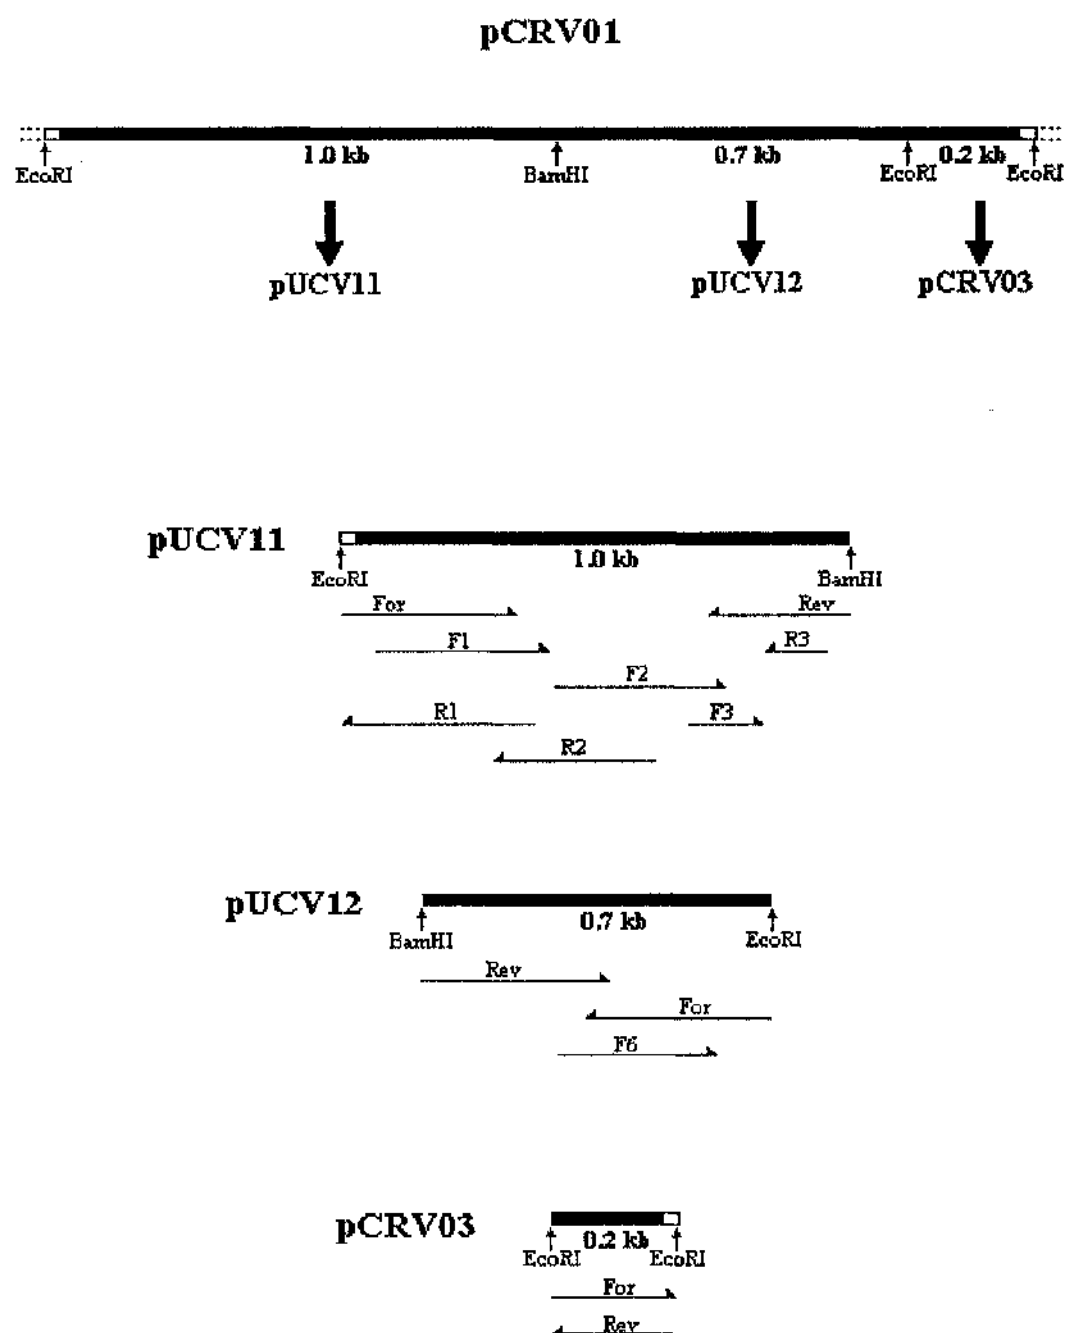 pCRV01
1.0 kb 0.7 kb 0.2 kb
EcoRI BamHI EcoRI EcoRI
pUCV11 pUCV12 pCRV03
pUCV11
1.0 kb
EcoRI BamHI
For Rev
F1 R3
F2
R1 F3
R2
pUCV12
0.7 kb
BamHI EcoRI
Rev
For
F6
pCRV03
0.2 kb
EcoRI EcoRI
For
Rev